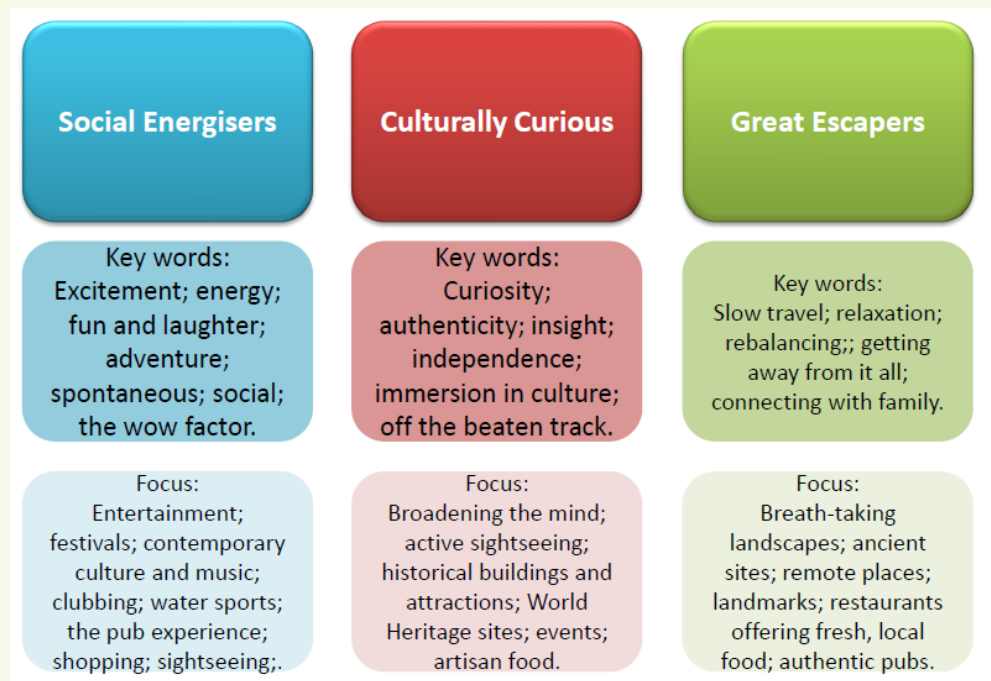 Social Energisers
Culturally Curious
Great Escapers
Key words:
Excitement; energy;
fun and laughter;
adventure;
spontaneous; social;
the wow factor.
Key words:
Curiosity;
authenticity; insight;
independence;
immersion in culture;
off the beaten track.
Key words:
Slow travel; relaxation;
rebalancing;; getting
away from it all;
connecting with family.
Focus:
Entertainment;
festivals; contemporary
culture and music;
clubbing; water sports;
the pub experience;
shopping; sightseeing;.
Focus:
Broadening the mind;
active sightseeing;
historical buildings and
attractions; World
Heritage sites; events;
artisan food.
Focus:
Breath-taking
landscapes; ancient
sites; remote places;
landmarks; restaurants
offering fresh, local
food; authentic pubs.